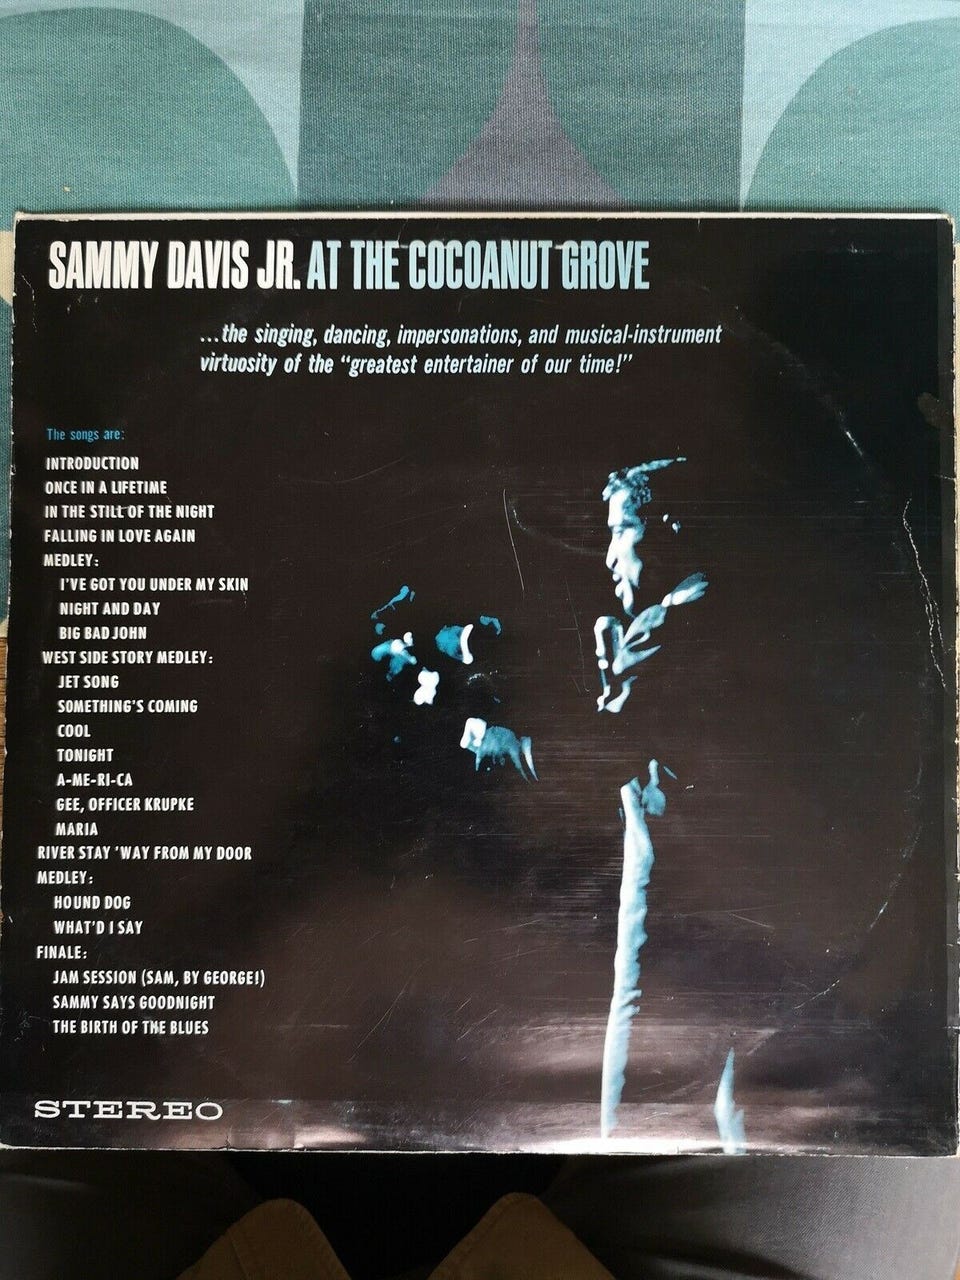 SAMMY DAVIS JR. AT THE COCOANUT GROVE
...the singing, dancing, impersonations, and musical-instrument
virtuosity of the “greatest entertainer of our time!”
The songs are:
INTRODUCTION
ONCE IN A LIFETIME
IN THE STILL OF THE NIGHT
FALLING IN LOVE AGAIN
MEDLEY:
I'VE GOT YOU UNDER MY SKIN
NIGHT AND DAY
BIG BAD JOHN
WEST SIDE STORY MEDLEY:
JET SONG
SOMETHING'S COMING
COOL
TONIGHT
A-ME-RI-CA
GEE, OFFICER KRUPKE
MARIA
RIVER STAY 'WAY FROM MY DOOR
MEDLEY:
HOUND DOG
WHAT'D I SAY
FINALE:
JAM SESSION (SAM, BY GEORGE!)
SAMMY SAYS GOODNIGHT
THE BIRTH OF THE BLUES
STEREO